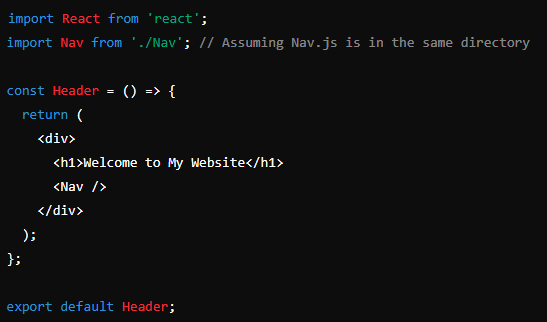 import React from 'react';
import Nav from './Nav'; // Assuming Nav.js is in the same directory

const Header = () => {
  return (
    <div>
      <h1>Welcome to My Website</h1>
      <Nav />
    </div>
  );
};

export default Header;